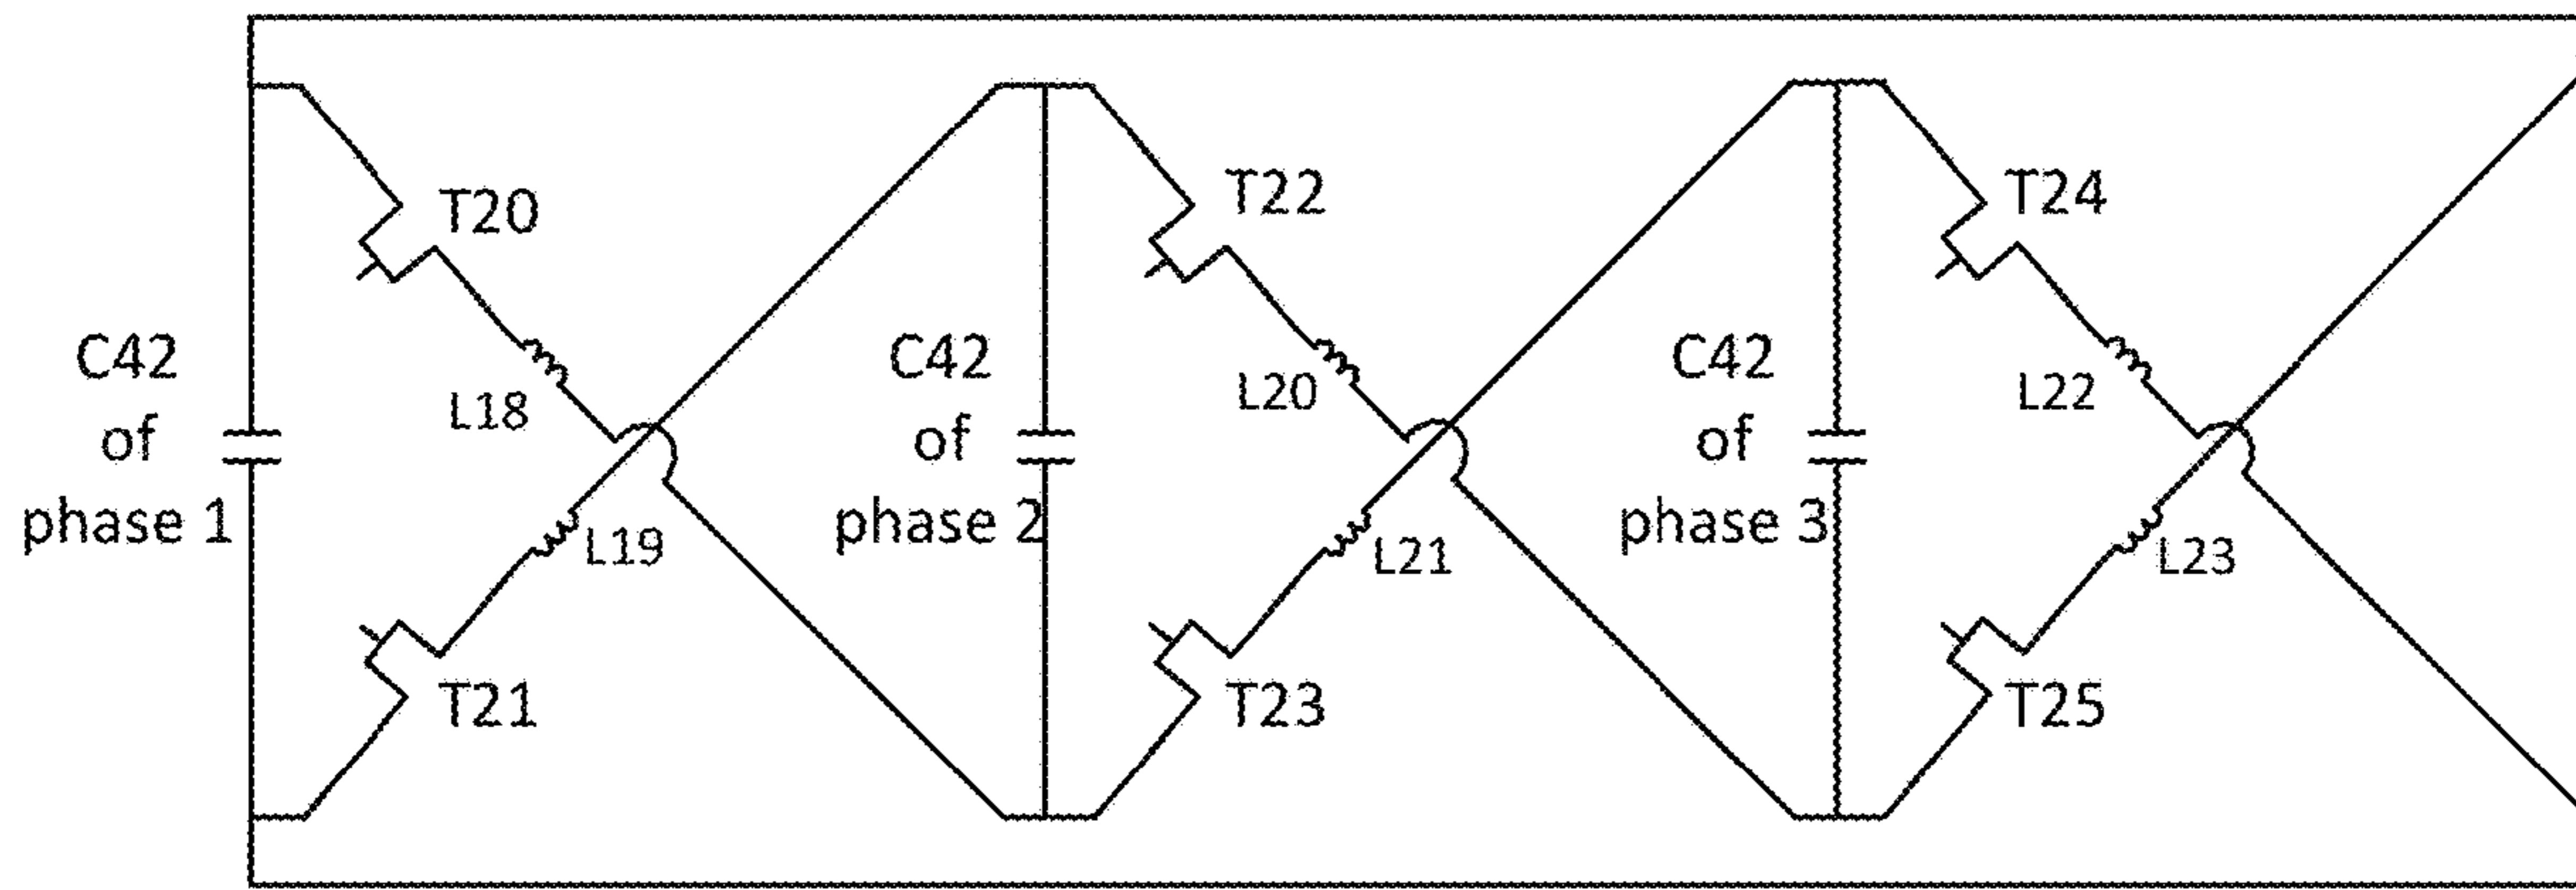 T20
T22
T24
C42
of
phase 1
L18
C42
of
phase 2
L20
C42
of
phase 3
L22
L19
L21
L23
T21
T23
T25